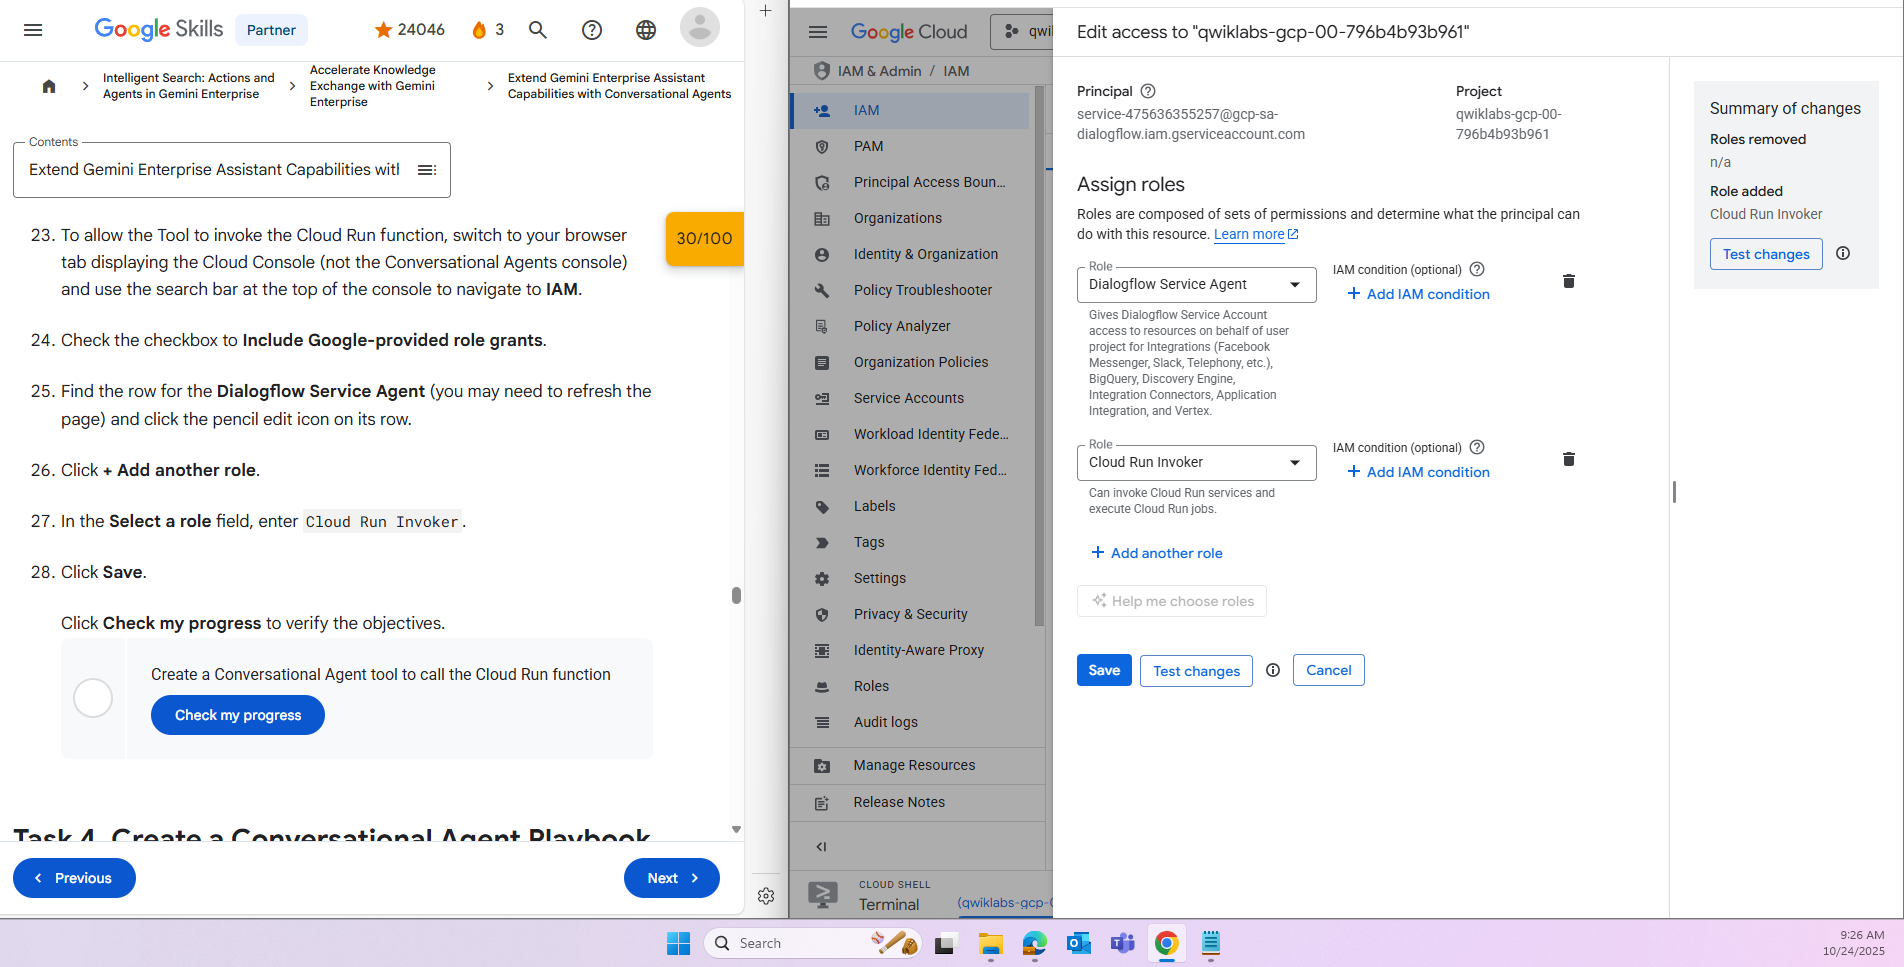 Google Skills
Partner
24046
3
Intelligent Search: Actions and
Agents in Gemini Enterprise
Accelerate Knowledge
Exchange with Gemini
Enterprise
Extend Gemini Enterprise Assistant
Capabilities with Conversational Agents
Contents
Extend Gemini Enterprise Assistant Capabilities with
30/100
23. To allow the Tool to invoke the Cloud Run function, switch to your browser
tab displaying the Cloud Console (not the Conversational Agents console)
and use the search bar at the top of the console to navigate to IAM.
24. Check the checkbox to Include Google-provided role grants.
25. Find the row for the Dialogflow Service Agent (you may need to refresh the
page) and click the pencil edit icon on its row.
26. Click + Add another role.
27. In the Select a role field, enter Cloud Run Invoker.
28. Click Save.
Click Check my progress to verify the objectives.
Create a Conversational Agent tool to call the Cloud Run function
Check my progress
Task 4. Create a Conversational Agent Playbook
Previous
Next
Google Cloud
qwi
IAM & Admin / IAM
IAM
PAM
Principal Access Boun...
Organizations
Identity & Organization
Policy Troubleshooter
Policy Analyzer
Organization Policies
Service Accounts
Workload Identity Fede...
Workforce Identity Fed...
Labels
Tags
Settings
Privacy & Security
Identity-Aware Proxy
Roles
Audit logs
Manage Resources
Release Notes
CLOUD SHELL
Terminal
(qwiklabs-gcp-0
Edit access to "qwiklabs-gcp-00-796b4b93b961"
Principal
service-475636355257@gcp-sa-
dialogflow.iam.gserviceaccount.com
Project
qwiklabs-gcp-00-
796b4b93b961
Assign roles
Roles are composed of sets of permissions and determine what the principal can
do with this resource. Learn more
Role
Dialogflow Service Agent
IAM condition (optional)
+ Add IAM condition
Gives Dialogflow Service Account
access to resources on behalf of user
project for Integrations (Facebook
Messenger, Slack, Telephony, etc.),
BigQuery, Discovery Engine,
Integration Connectors, Application
Integration, and Vertex.
Role
Cloud Run Invoker
IAM condition (optional)
+ Add IAM condition
Can invoke Cloud Run services and
execute Cloud Run jobs.
+ Add another role
Help me choose roles
Save
Test changes
Cancel
Summary of changes
Roles removed
n/a
Role added
Cloud Run Invoker
Test changes
Search
9:26 AM
10/24/2025